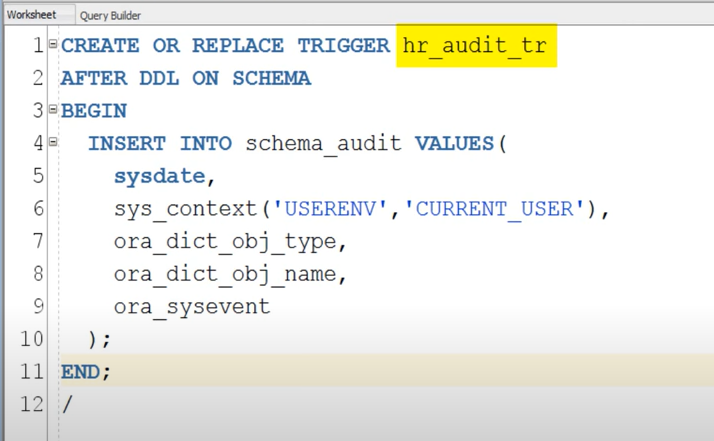 Worksheet Query Builder
1 CREATE OR REPLACE TRIGGER hr_audit_tr
2 AFTER DDL ON SCHEMA
3 BEGIN
4 INSERT INTO schema_audit VALUES(
5 sysdate,
6 sys_context('USERENV','CURRENT_USER'),
7 ora_dict_obj_type,
8 ora_dict_obj_name,
9 ora_sysevent
10 );
11 END;
12 /